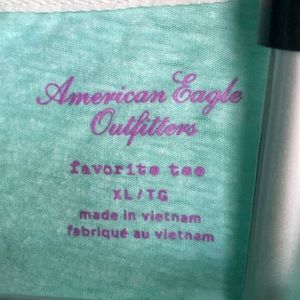 American Eagle
Outfitters
favorite tee
XL/TG
made in vietnam
fabriqué au vietnam